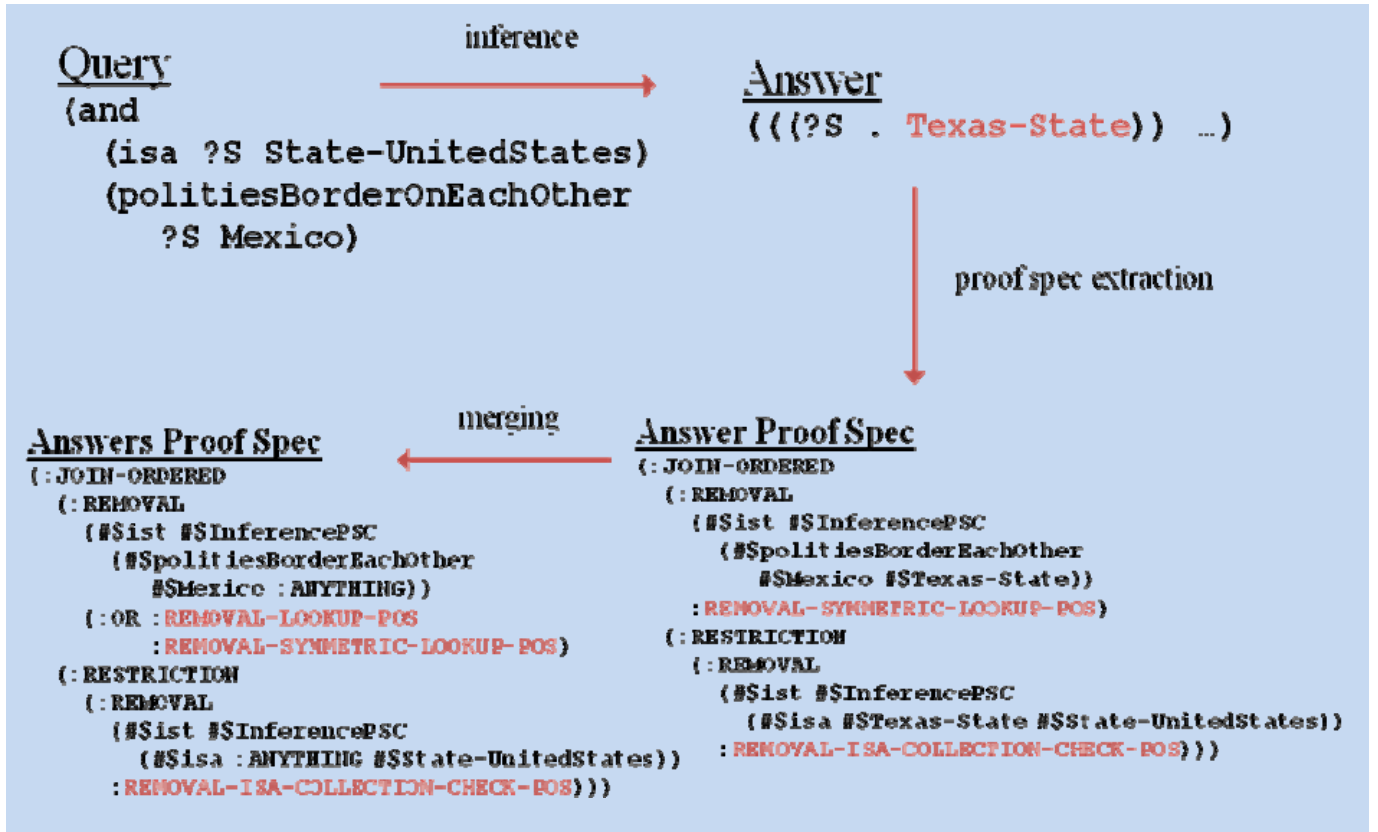 inference
Query
(and
(isa ?S State-UnitedStates)
(politiesBorderOnEachOther
?S Mexico)
Answer
(((?S . Texas-State)) …)
proof spec extraction
merging
Answer Proof Spec
(:JOIN-ORDERED
(:REMOVAL
(#$ist #$InferencePSC
(#$politiesBorderEachOther
#$Mexico #$Texas-State))
:REMOVAL-SYMMETRIC-LOOKUP-POS)
(:RESTRICTION
(:REMOVAL
(#$ist #$InferencePSC
(#$isa #$Texas-State #$State-UnitedStates))
:REMOVAL-ISA-COLLECTION-CHECK-POS)))
Answers Proof Spec
(:JOIN-ORDERED
(:REMOVAL
(#$ist #$InferencePSC
(#$politiesBorderEachOther
#$Mexico :ANYTHING))
(:OR :REMOVAL-LOOKUP-POS
:REMOVAL-SYMMETRIC-LOOKUP-POS)
(:RESTRICTION
(:REMOVAL
(#$ist #$InferencePSC
(#$isa :ANYTHING #$State-UnitedStates))
:REMOVAL-ISA-COLLECTION-CHECK-POS)))